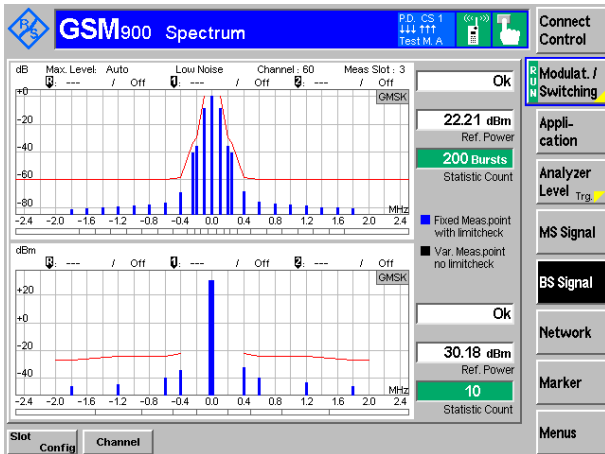 R&S
GSM900 Spectrum
P.D. CS 1
Test M. A
Connect
Control
dB Max. Level: Auto Low Noise Channel : 60 Meas Slot : 3
R: --- / Off 1: --- / Off 2: --- / Off
GMSK
+0
-20
-40
-60
-80
MHz
-2.4 -2.0 -1.6 -1.2 -0.8 -0.4 0.0 0.4 0.8 1.2 1.6 2.0 2.4
Ok
22.21 dBm
Ref. Power
200 Bursts
Statistic Count
Fixed Meas.point
with limitcheck
Var. Meas.point
no limitcheck
dBm
R: --- / Off 1: --- / Off 2: --- / Off
GMSK
+20
+0
-20
-40
MHz
-2.4 -2.0 -1.6 -1.2 -0.8 -0.4 0.0 0.4 0.8 1.2 1.6 2.0 2.4
Ok
30.18 dBm
Ref. Power
10
Statistic Count
RUN
Modulat. /
Switching
Appli-
cation
Analyzer
Level Trg.
MS Signal
BS Signal
Network
Marker
Menus
Slot
Config
Channel